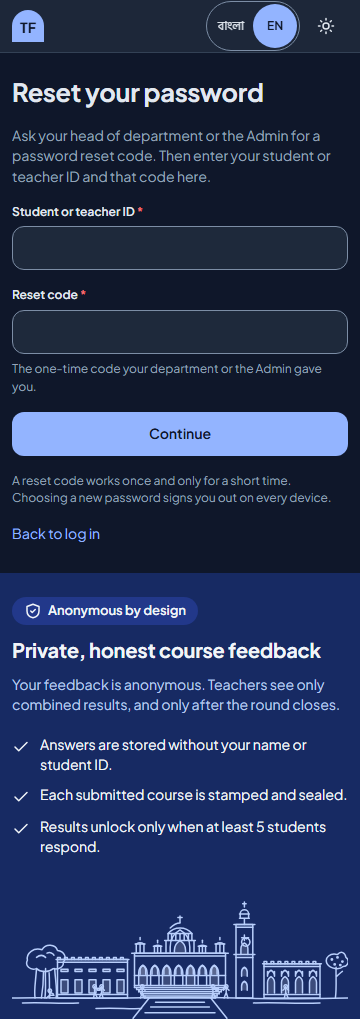 TF
বাংলা
EN
Reset your password
Ask your head of department or the Admin for a
password reset code. Then enter your student or
teacher ID and that code here.
Student or teacher ID *
Reset code *
The one-time code your department or the Admin gave
you.
Continue
A reset code works once and only for a short time.
Choosing a new password signs you out on every device.
Back to log in
Anonymous by design
Private, honest course feedback
Your feedback is anonymous. Teachers see only
combined results, and only after the round closes.
Answers are stored without your name or
student ID.
Each submitted course is stamped and sealed.
Results unlock only when at least 5 students
respond.